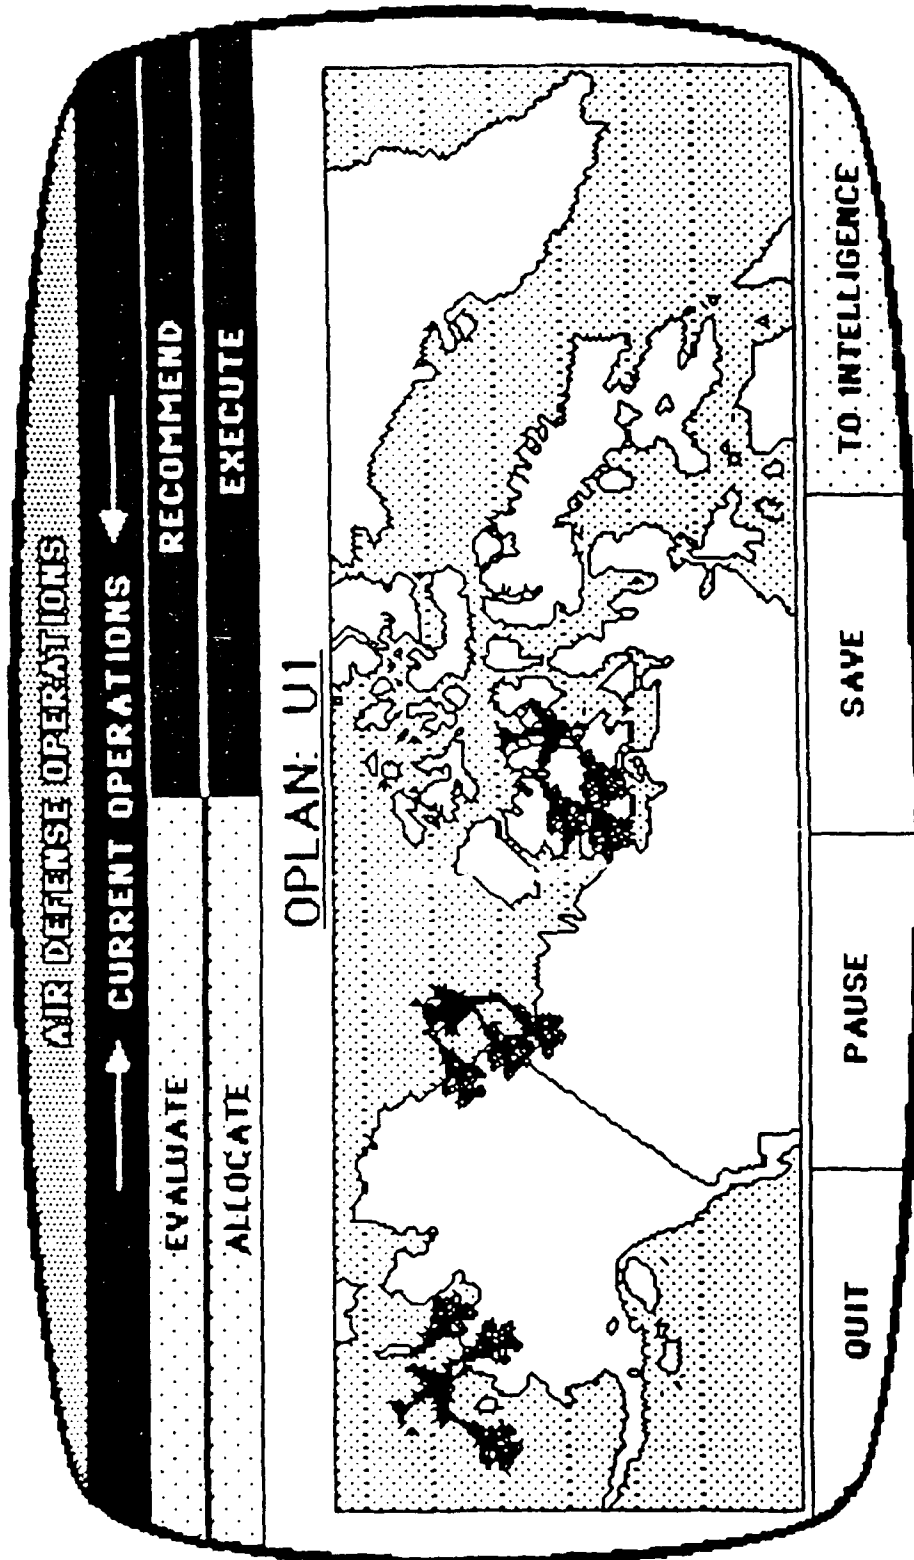 AIR DEFENSE OPERATIONS
CURRENT OPERATIONS
EVALUATE RECOMMEND
ALLOCATE EXECUTE
OPLAN: U1
QUIT PAUSE SAVE TO INTELLIGENCE